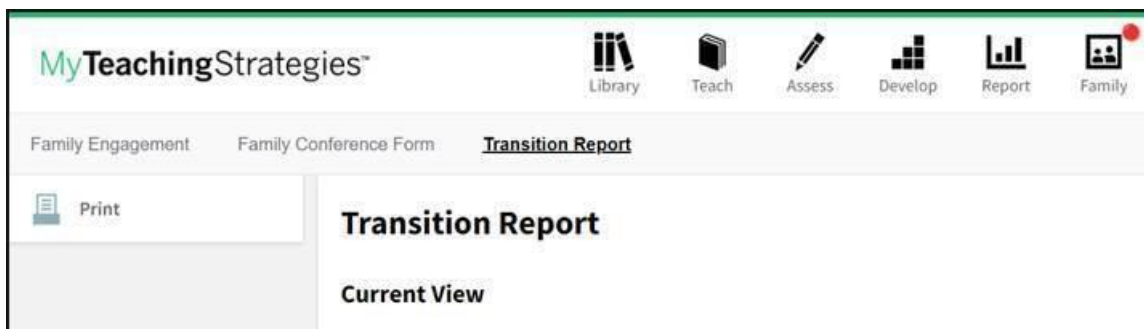 MyTeachingStrategies™
Library Teach Assess Develop Report Family
Family Engagement Family Conference Form Transition Report
Print
Transition Report
Current View